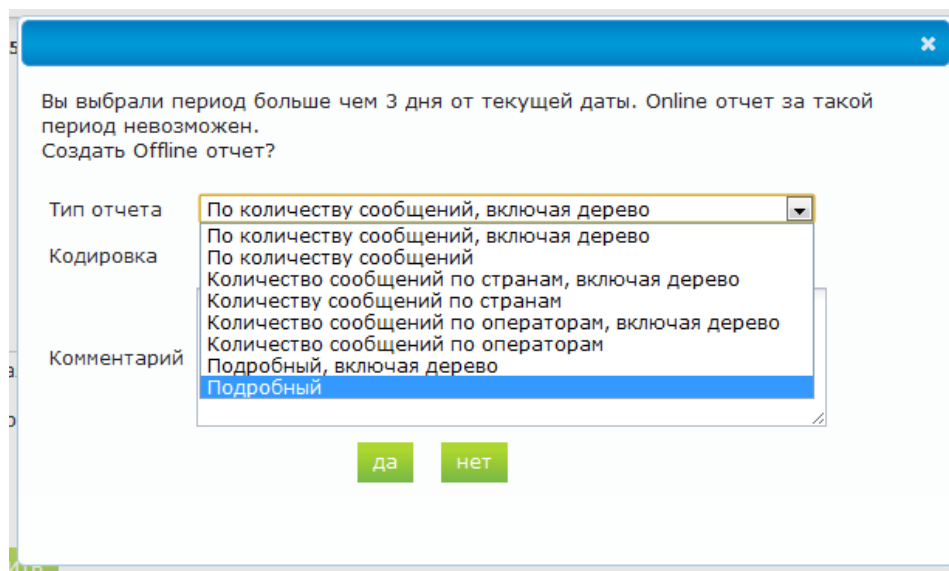 Вы выбрали период больше чем 3 дня от текущей даты. Online отчет за такой
период невозможен.
Создать Offline отчет?
Тип отчета
По количеству сообщений, включая дерево
По количеству сообщений, включая дерево
Кодировка
По количеству сообщений
Количество сообщений по странам, включая дерево
Количеству сообщений по странам
Количество сообщений по операторам, включая дерево
Количество сообщений по операторам
Комментарий
Подробный, включая дерево
Подробный
да
нет